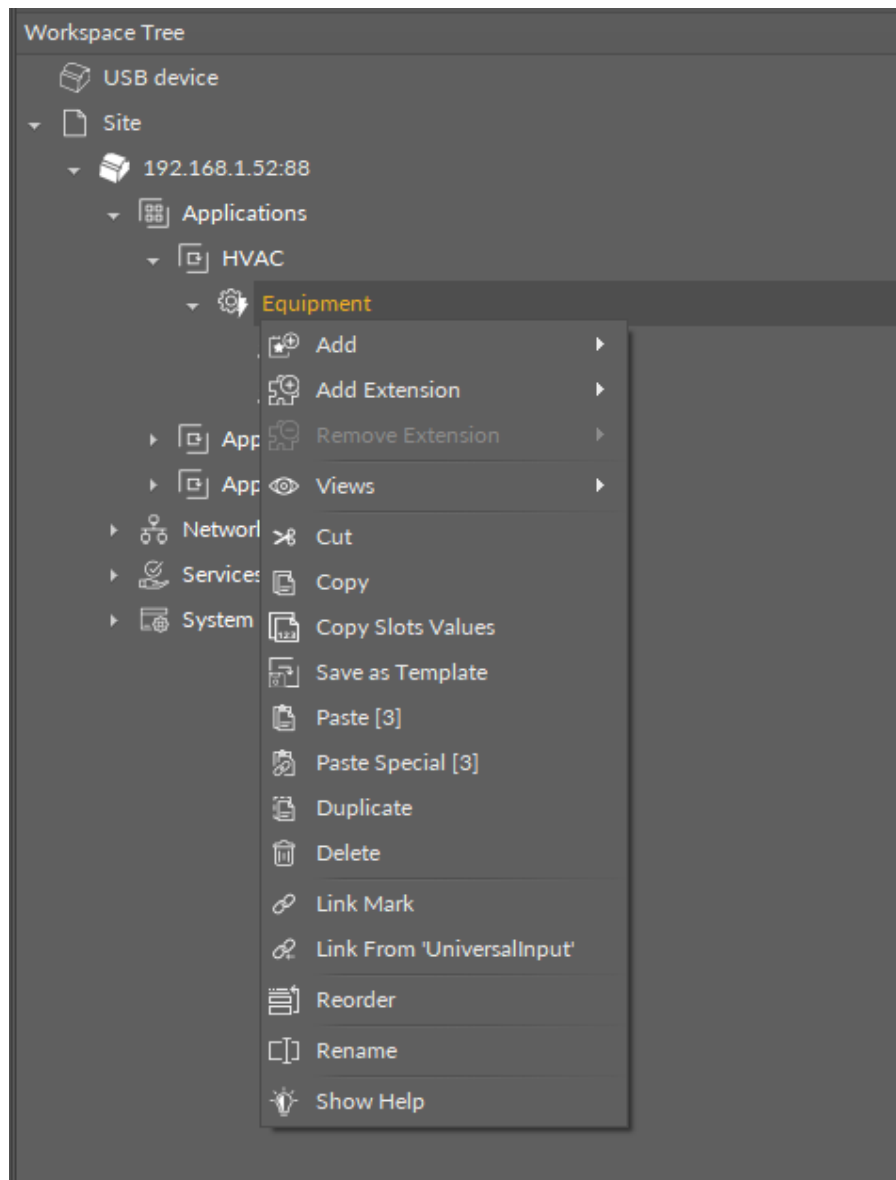 Workspace Tree
USB device
Site
192.168.1.52:88
Applications
HVAC
Equipment
Add
Add Extension
Remove Extension
App
Views
App
Cut
Network
Copy
Services
Copy Slots Values
System
Save as Template
Paste [3]
Paste Special [3]
Duplicate
Delete
Link Mark
Link From 'UniversalInput'
Reorder
Rename
Show Help